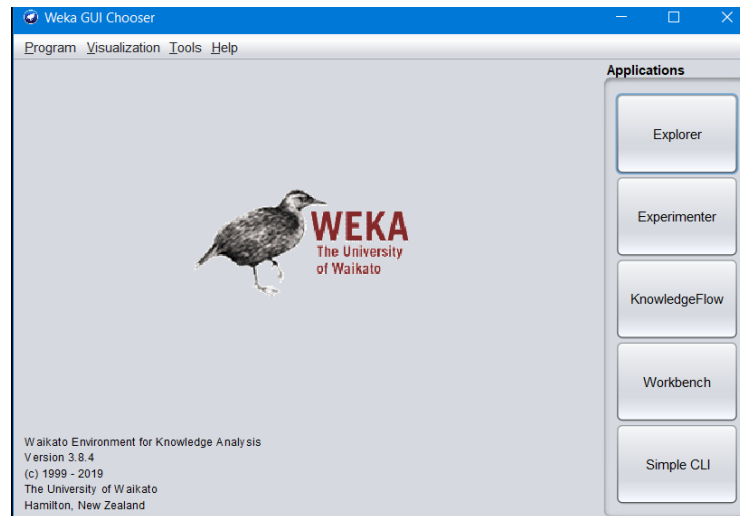 Weka GUI Chooser
Program Visualization Tools Help
Applications
Explorer
Experimenter
KnowledgeFlow
Workbench
Simple CLI
WEKA
The University
of Waikato
Waikato Environment for Knowledge Analysis
Version 3.8.4
(c) 1999 - 2019
The University of Waikato
Hamilton, New Zealand